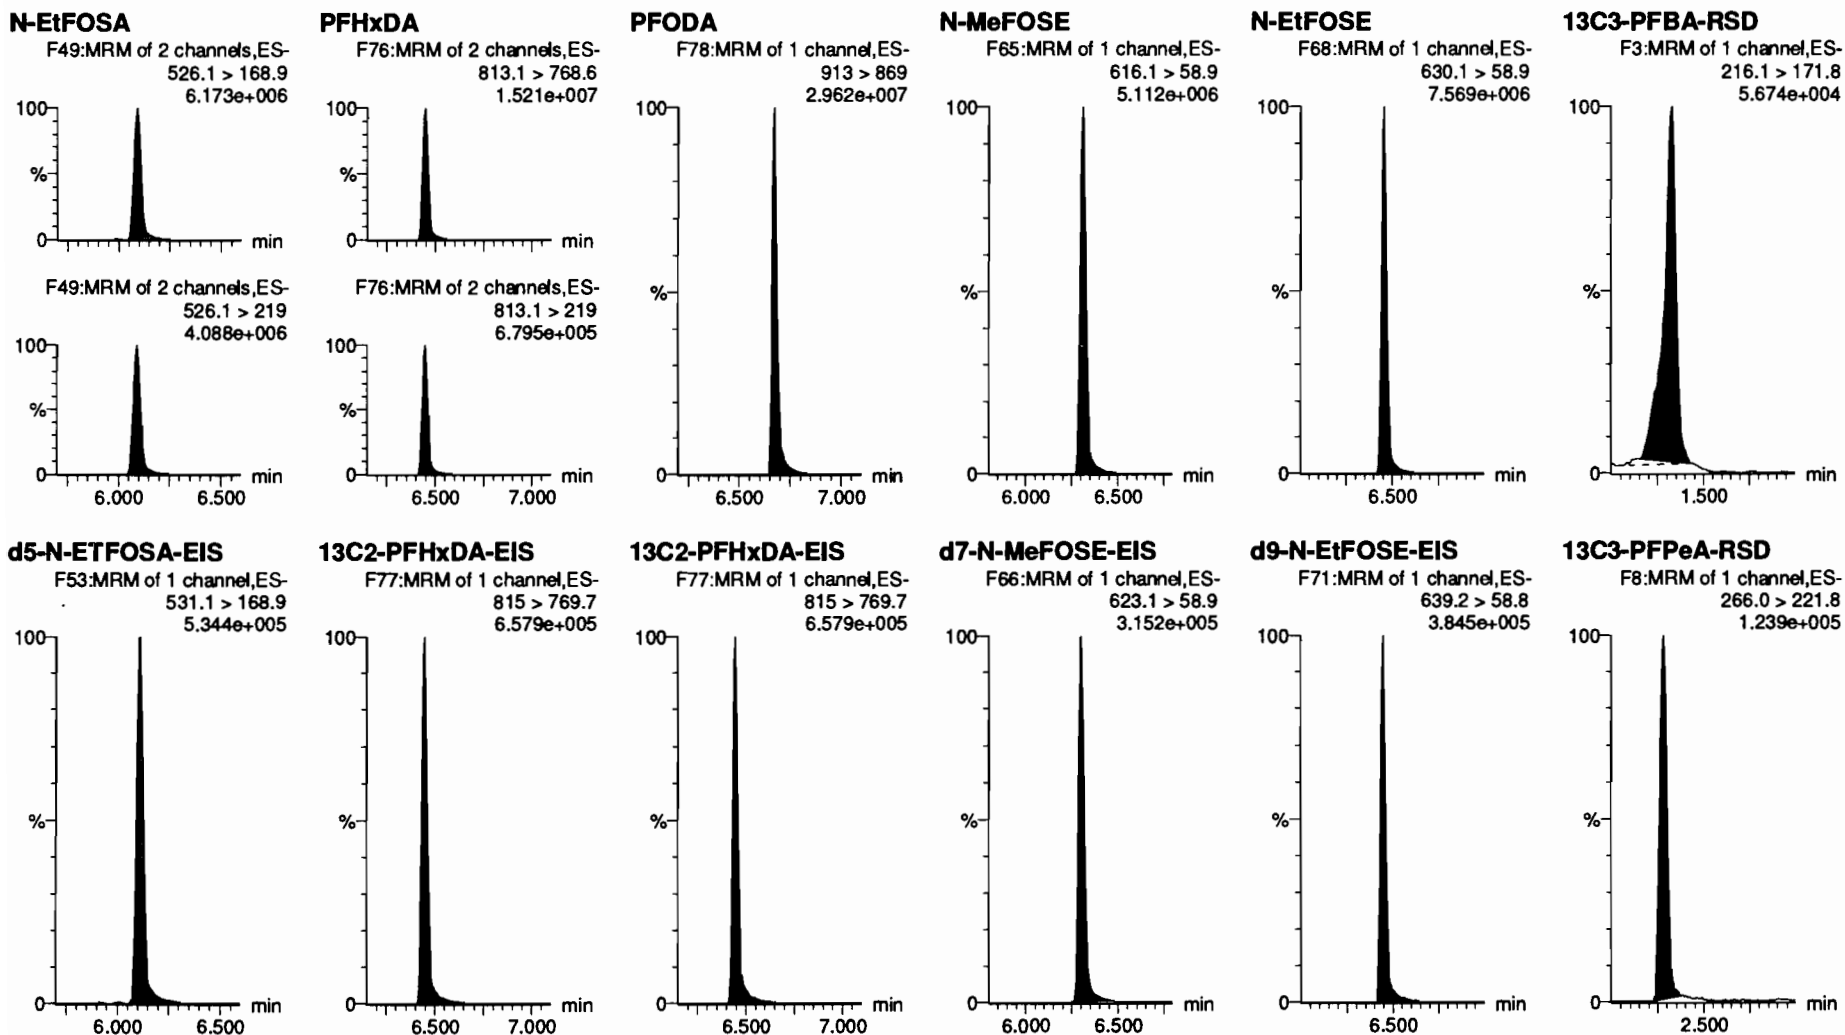 N-EtFOSA
F49:MRM of 2 channels,ES-
526.1 > 168.9
6.173e+006
100
%
0
min
F49:MRM of 2 channels,ES-
526.1 > 219
4.088e+006
100
%
0
min
6.000 6.500
PFHxDA
F76:MRM of 2 channels,ES-
813.1 > 768.6
1.521e+007
100
%
0
min
F76:MRM of 2 channels,ES-
813.1 > 219
6.795e+005
100
%
0
min
6.500 7.000
PFODA
F78:MRM of 1 channel,ES-
913 > 869
2.962e+007
100
%
0
min
6.500 7.000
N-MeFOSE
F65:MRM of 1 channel,ES-
616.1 > 58.9
5.112e+006
100
%
0
min
6.000 6.500
N-EtFOSE
F68:MRM of 1 channel,ES-
630.1 > 58.9
7.569e+006
100
%
0
min
6.500
13C3-PFBA-RSD
F3:MRM of 1 channel,ES-
216.1 > 171.8
5.674e+004
100
%
0
min
1.500
d5-N-ETFOSA-EIS
F53:MRM of 1 channel,ES-
531.1 > 168.9
5.344e+005
100
%
0
min
6.000 6.500
13C2-PFHxDA-EIS
F77:MRM of 1 channel,ES-
815 > 769.7
6.579e+005
100
%
0
min
6.500 7.000
13C2-PFHxDA-EIS
F77:MRM of 1 channel,ES-
815 > 769.7
6.579e+005
100
%
0
min
6.500 7.000
d7-N-MeFOSE-EIS
F66:MRM of 1 channel,ES-
623.1 > 58.9
3.152e+005
100
%
0
min
6.000 6.500
d9-N-EtFOSE-EIS
F71:MRM of 1 channel,ES-
639.2 > 58.8
3.845e+005
100
%
0
min
6.500
13C3-PFPeA-RSD
F8:MRM of 1 channel,ES-
266.0 > 221.8
1.239e+005
100
%
0
min
2.500